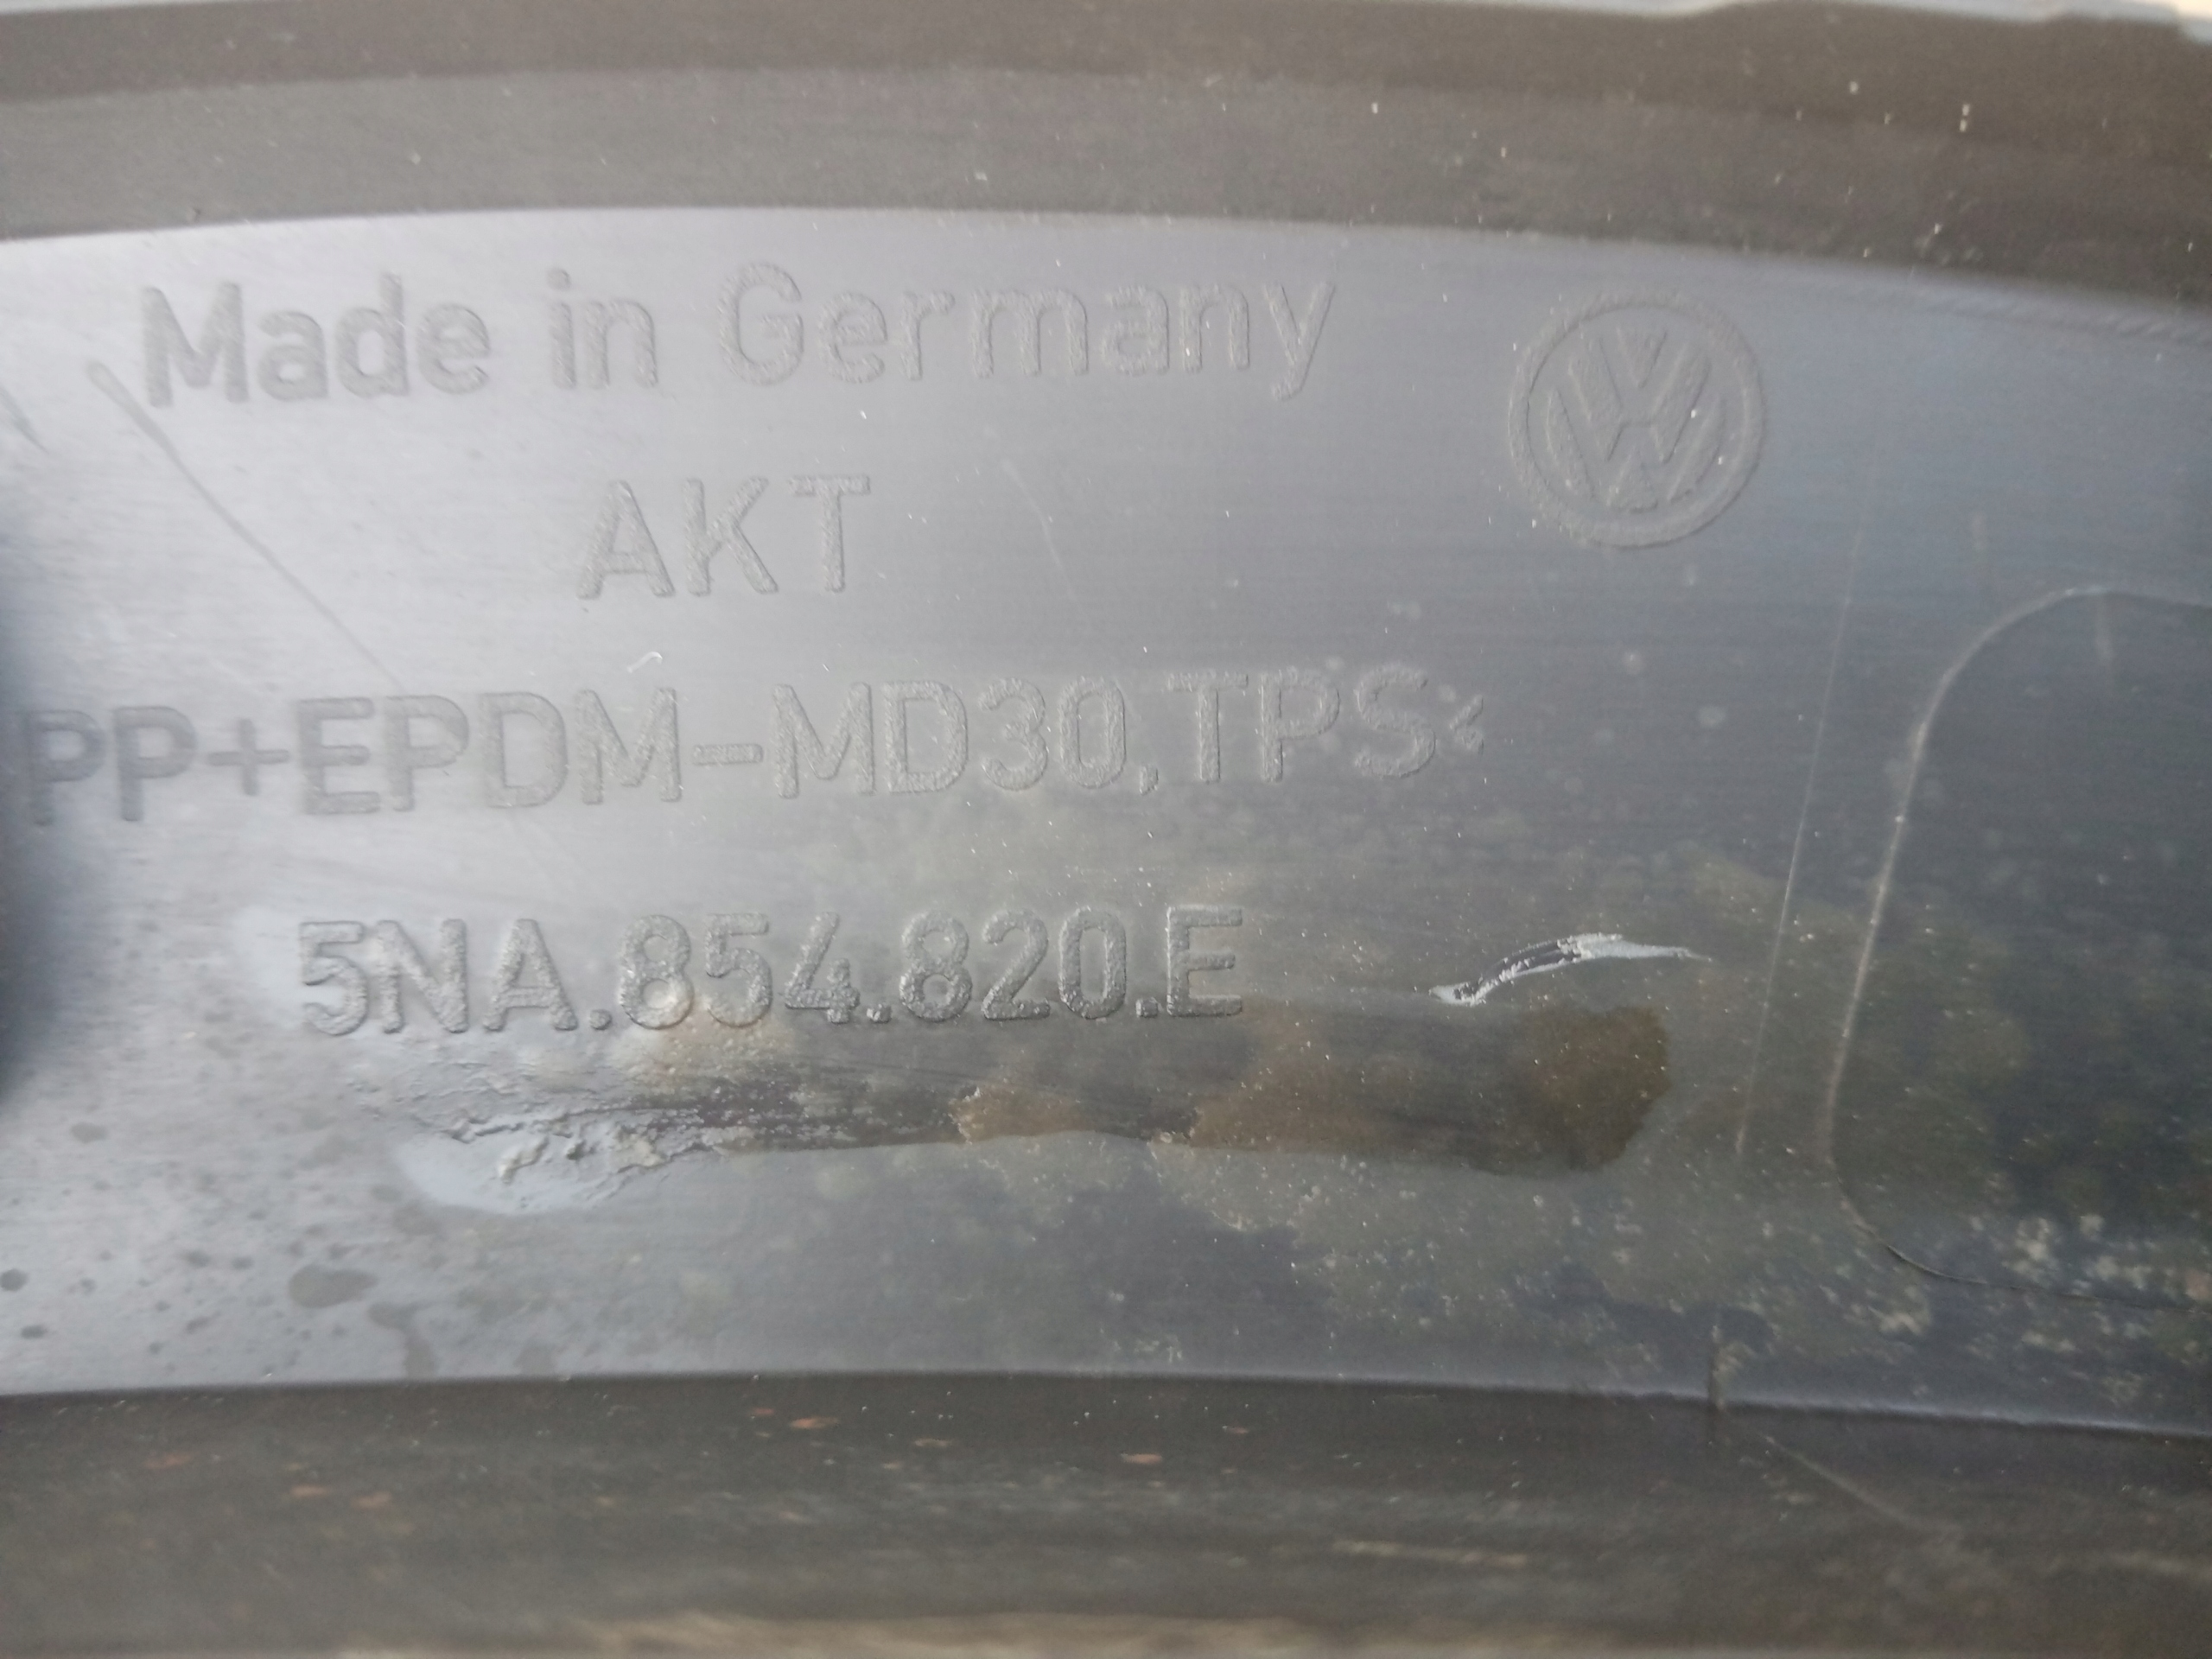 Made in Germany
AKT
PP+EPDM-MD30,TPS<
5NA.854.820.E